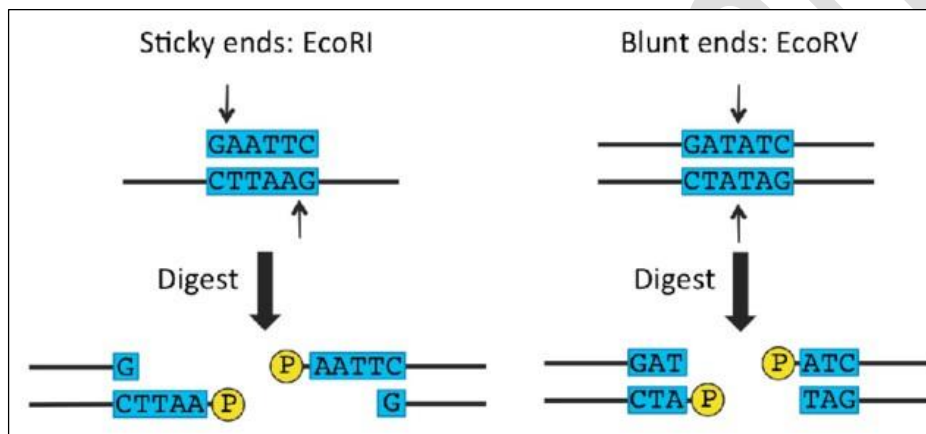 Sticky ends: EcoRI
GAATTC
CTTAAG
Digest
G
P AATTC
CTTAA P
G
Blunt ends: EcoRV
GATATC
CTATAG
Digest
GAT
P ATC
CTA P
TAG